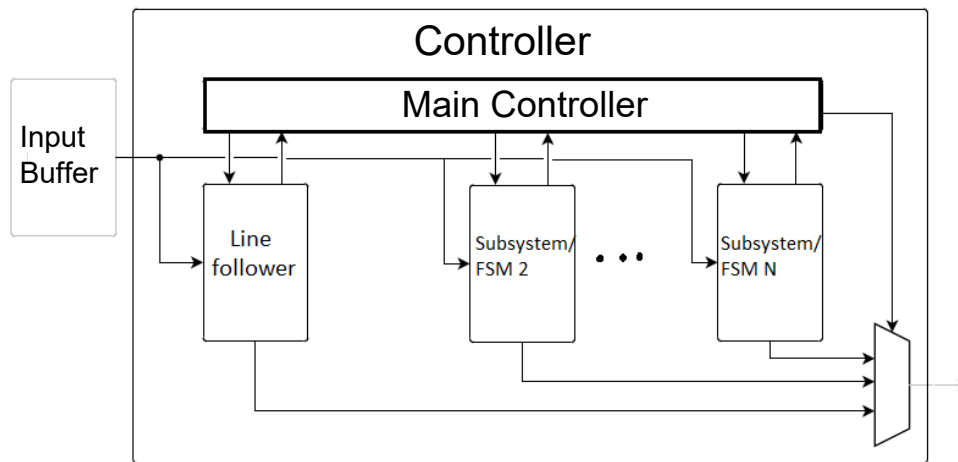 Controller
Main Controller
Input
Buffer
Line
follower
Subsystem/
FSM 2
Subsystem/
FSM N